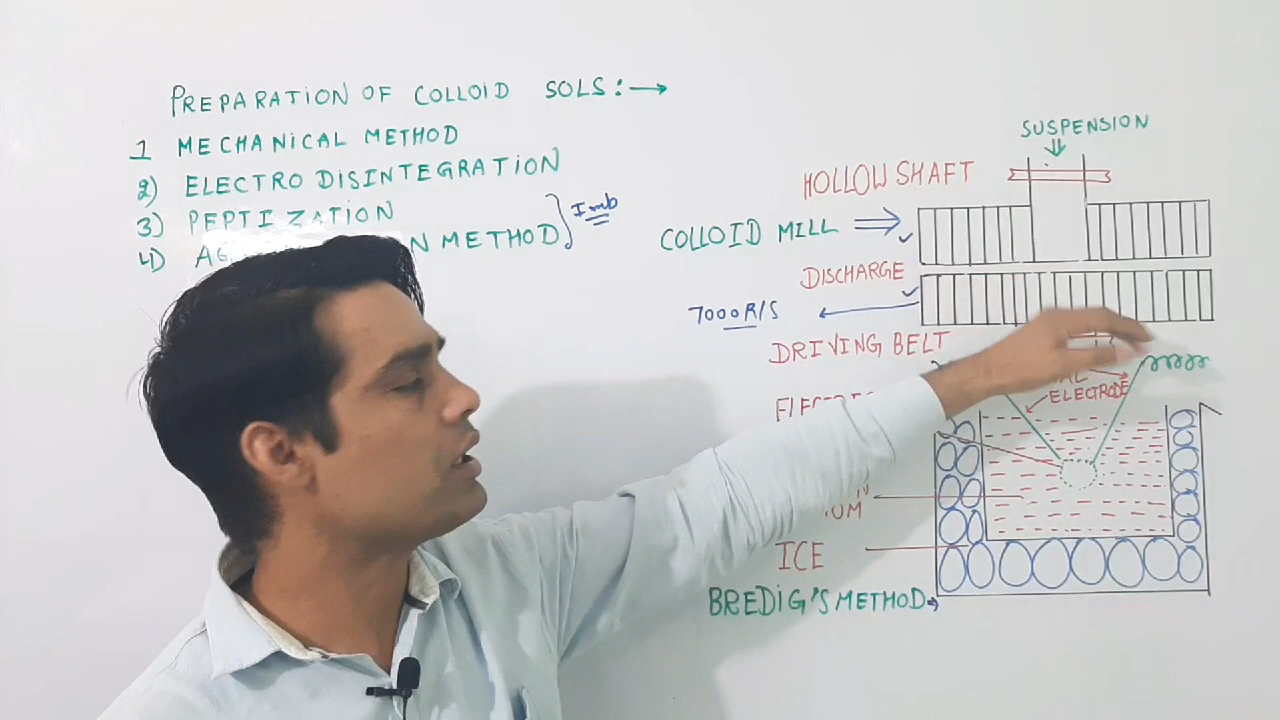 PREPARATION OF COLLOID SOLS:→
1 MECHANICAL METHOD
2) ELECTRO DISINTEGRATION
3) PEPTIZATION
4) METHOD
Imb
SUSPENSION
HOLLOW SHAFT
COLLOID MILL
DISCHARGE
7000R/S
DRIVING BELT
ELECTRODE
ICE
BREDIG'S METHOD